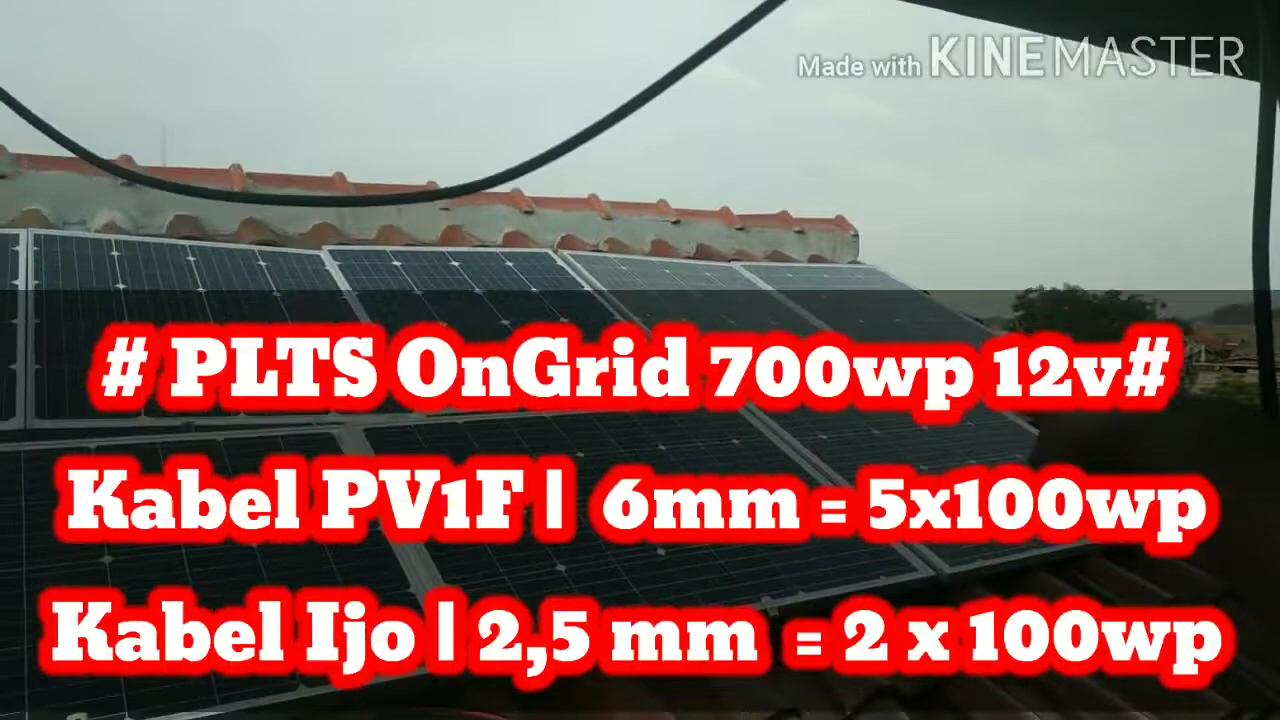 Made with KINEMASTER
# PLTS OnGrid 700wp 12v#
Kabel PV1F | 6mm = 5x100wp
Kabel Ijo | 2,5 mm = 2 x 100wp